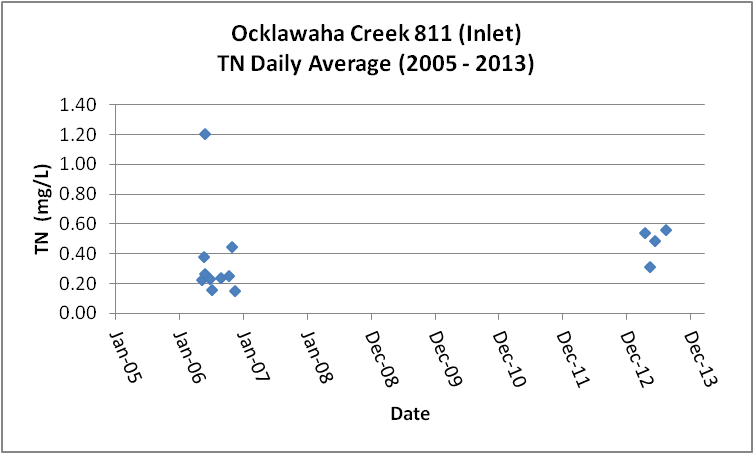 Ocklawaha Creek 811 (Inlet)
TN Daily Average (2005 - 2013)
1.40
1.20
1.00
0.80
0.60
0.40
0.20
0.00
TN (mg/L)
Jan-05
Jan-06
Jan-07
Jan-08
Dec-08
Dec-09
Dec-10
Dec-11
Dec-12
Dec-13
Date